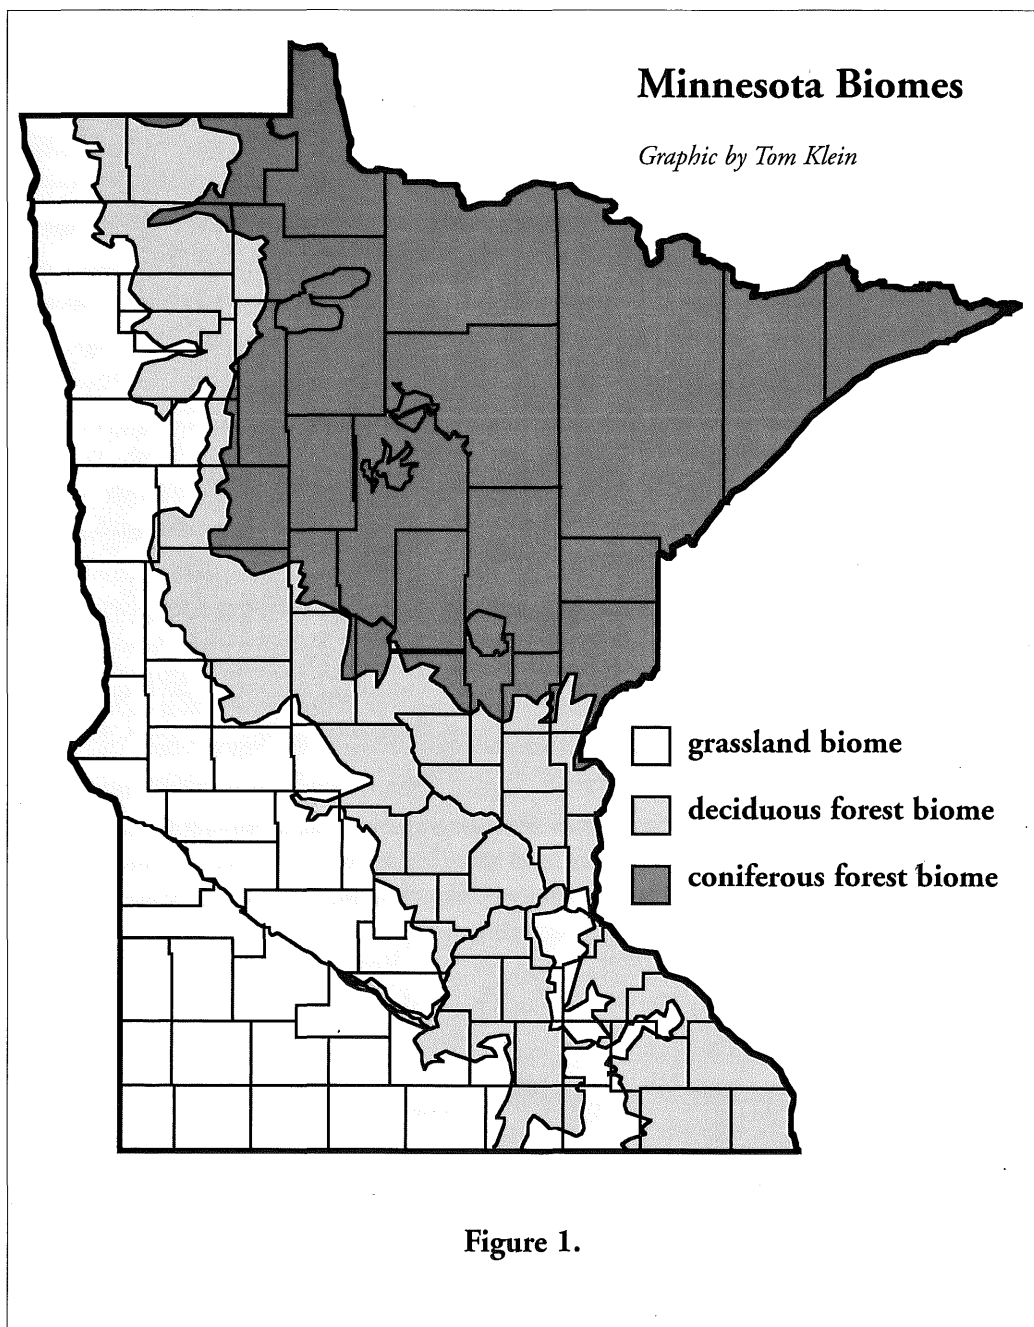 Minnesota Biomes
Graphic by Tom Klein
grassland biome
deciduous forest biome
coniferous forest biome
Figure 1.